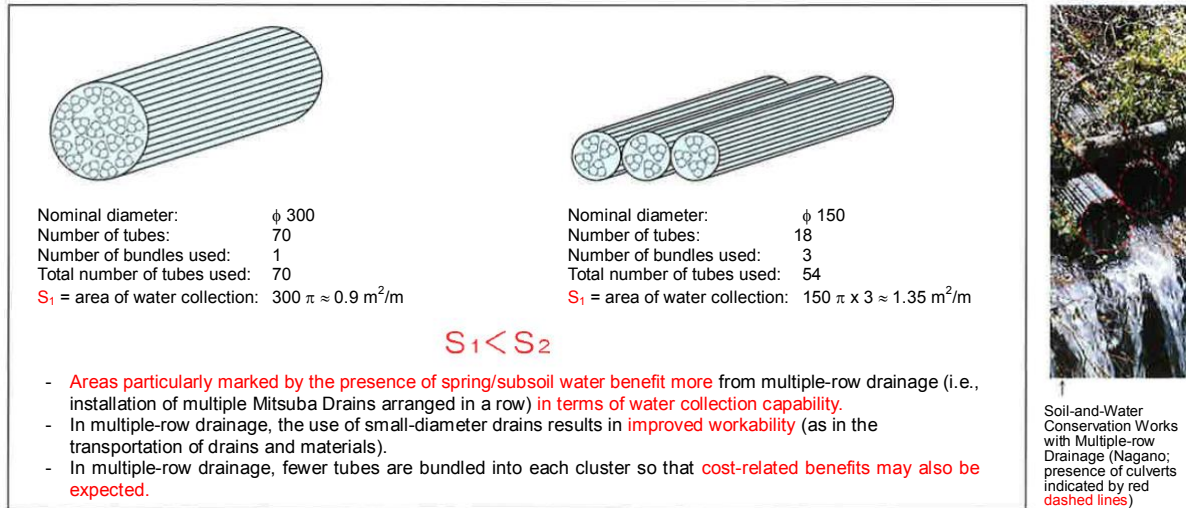 Nominal diameter: ϕ 300
Number of tubes: 70
Number of bundles used: 1
Total number of tubes used: 70
S₁ = area of water collection: 300 π ≈ 0.9 m²/m
Nominal diameter: ϕ 150
Number of tubes: 18
Number of bundles used: 3
Total number of tubes used: 54
S₁ = area of water collection: 150 π x 3 ≈ 1.35 m²/m
S₁<S₂
- Areas particularly marked by the presence of spring/subsoil water benefit more from multiple-row drainage (i.e.,
installation of multiple Mitsuba Drains arranged in a row) in terms of water collection capability.
- In multiple-row drainage, the use of small-diameter drains results in improved workability (as in the
transportation of drains and materials).
- In multiple-row drainage, fewer tubes are bundled into each cluster so that cost-related benefits may also be
expected.
↑
Soil-and-Water
Conservation Works
with Multiple-row
Drainage (Nagano;
presence of culverts
indicated by red
dashed lines)